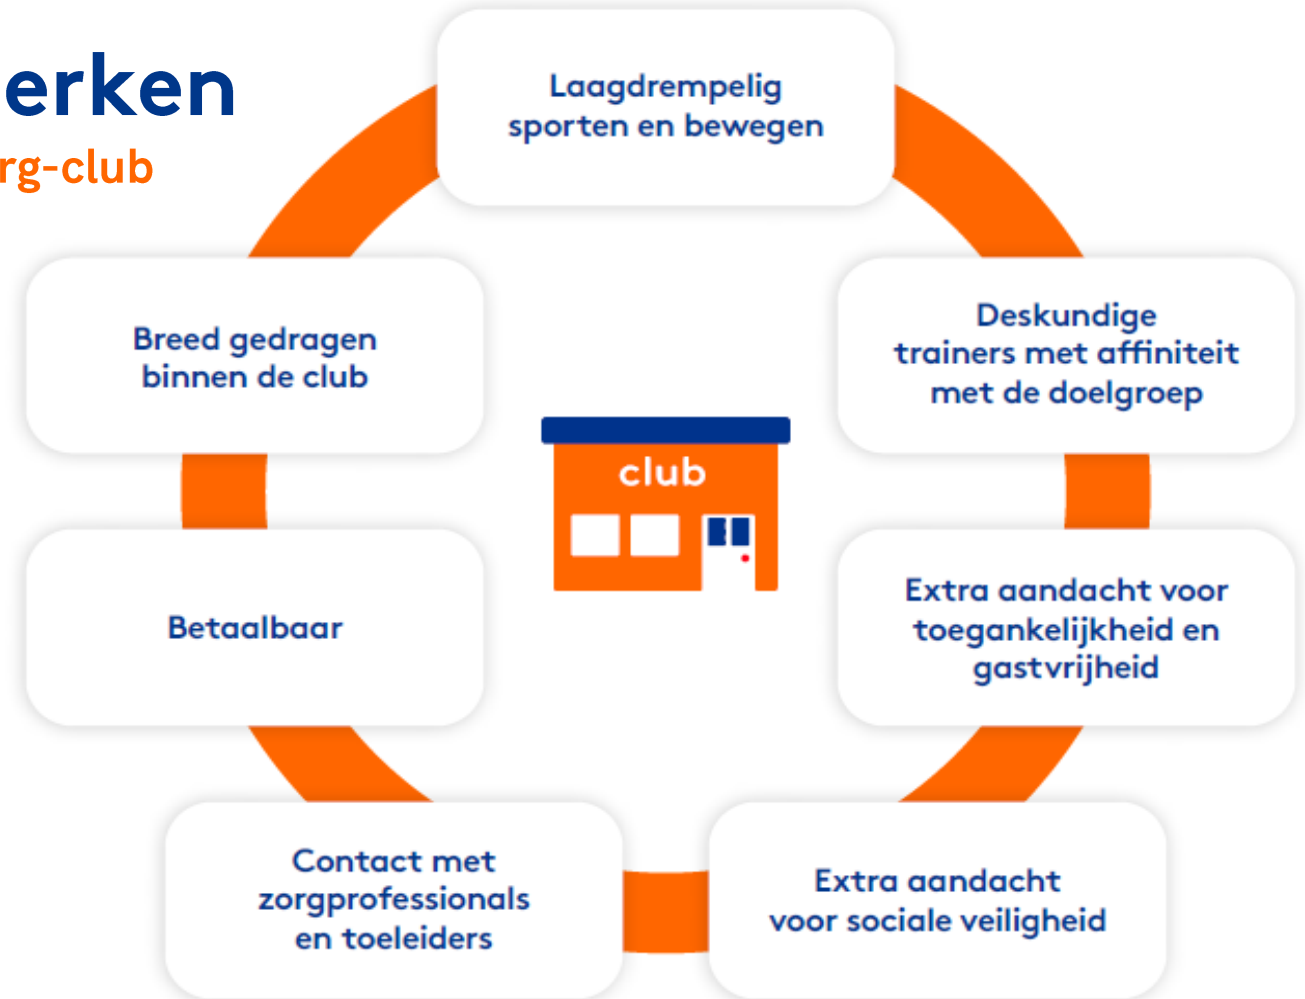 erken
rg-club
Laagdrempelig
sporten en bewegen
Deskundige
trainers met affiniteit
met de doelgroep
Extra aandacht voor
toegankelijkheid en
gastvrijheid
Extra aandacht
voor sociale veiligheid
Contact met
zorgprofessionals
en toeleiders
Betaalbaar
Breed gedragen
binnen de club
club